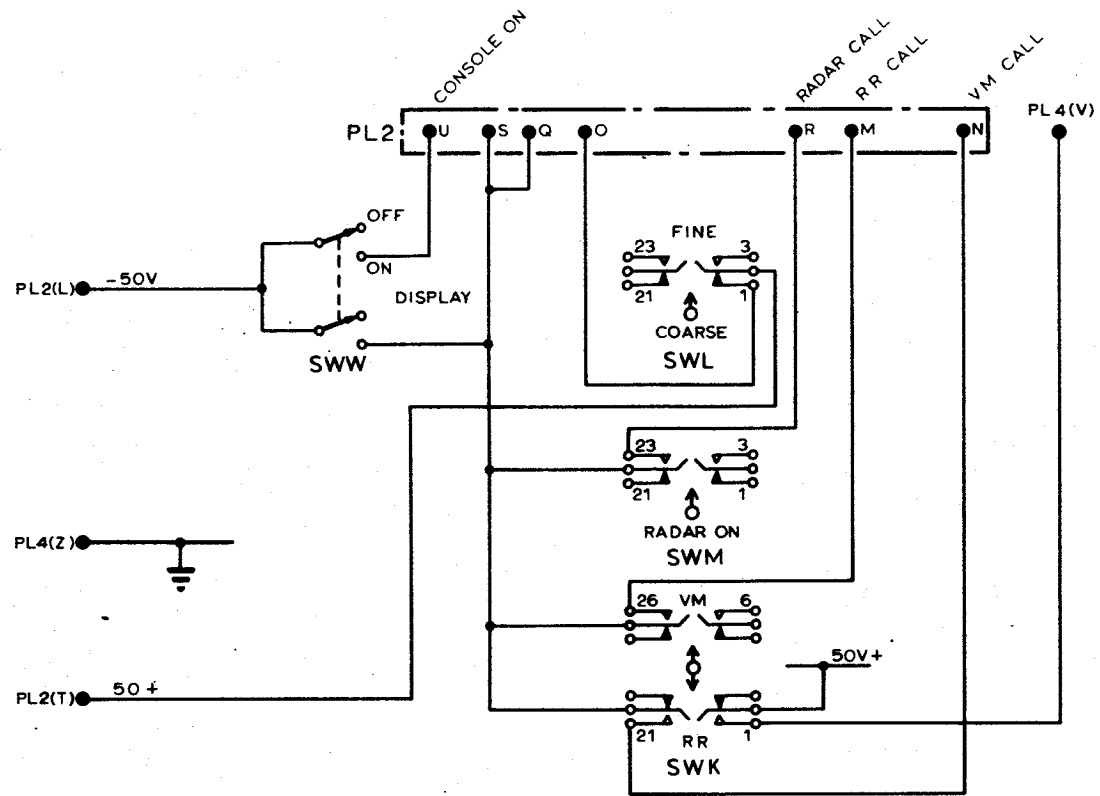 CONSOLE ON
RADAR CALL
RR CALL
VM CALL
PL4(V)
PL2
U
S
Q
O
R
M
N
OFF
ON
PL2(L)
-50V
DISPLAY
SWW
FINE
23
3
21
1
COARSE
SWL
23
3
21
1
RADAR ON
SWM
PL4(Z)
26
VM
6
50V+
PL2(T)
50+
21
1
RR
SWK